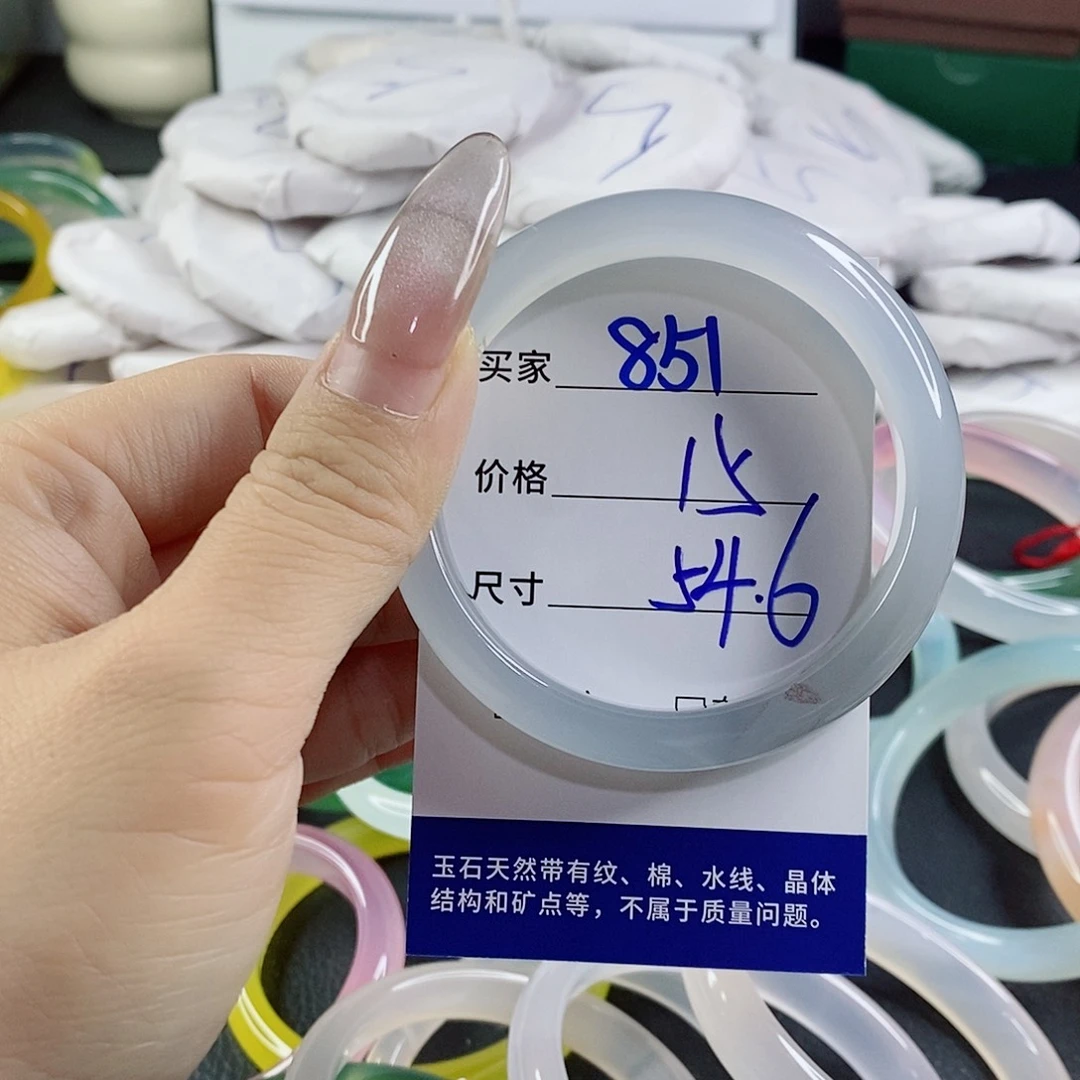 买家 851
价格 15
尺寸 54.6
玉石天然带有纹、棉、水线、晶体
结构和矿点等，不属于质量问题。